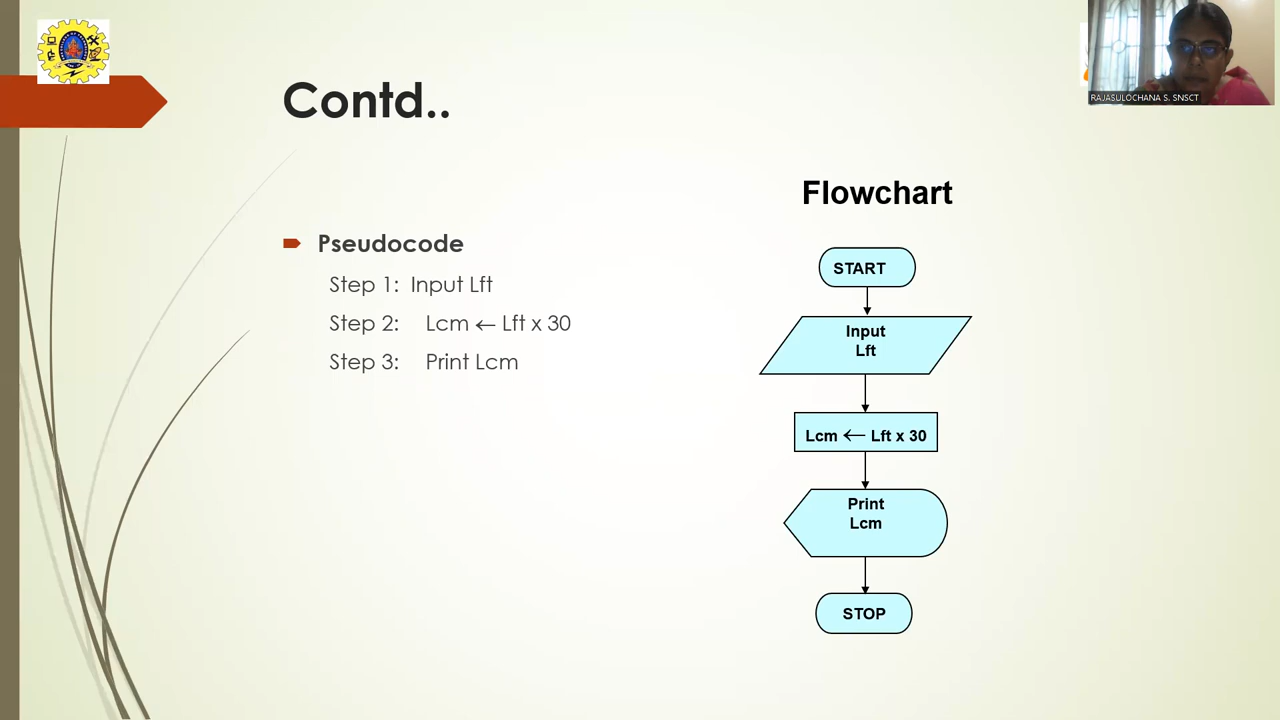 Contd..
RAJASULOCHANA S. SNSCT
Pseudocode
Step 1: Input Lft
Step 2: Lcm ← Lft x 30
Step 3: Print Lcm
Flowchart
START
Input
Lft
Lcm ← Lft x 30
Print
Lcm
STOP